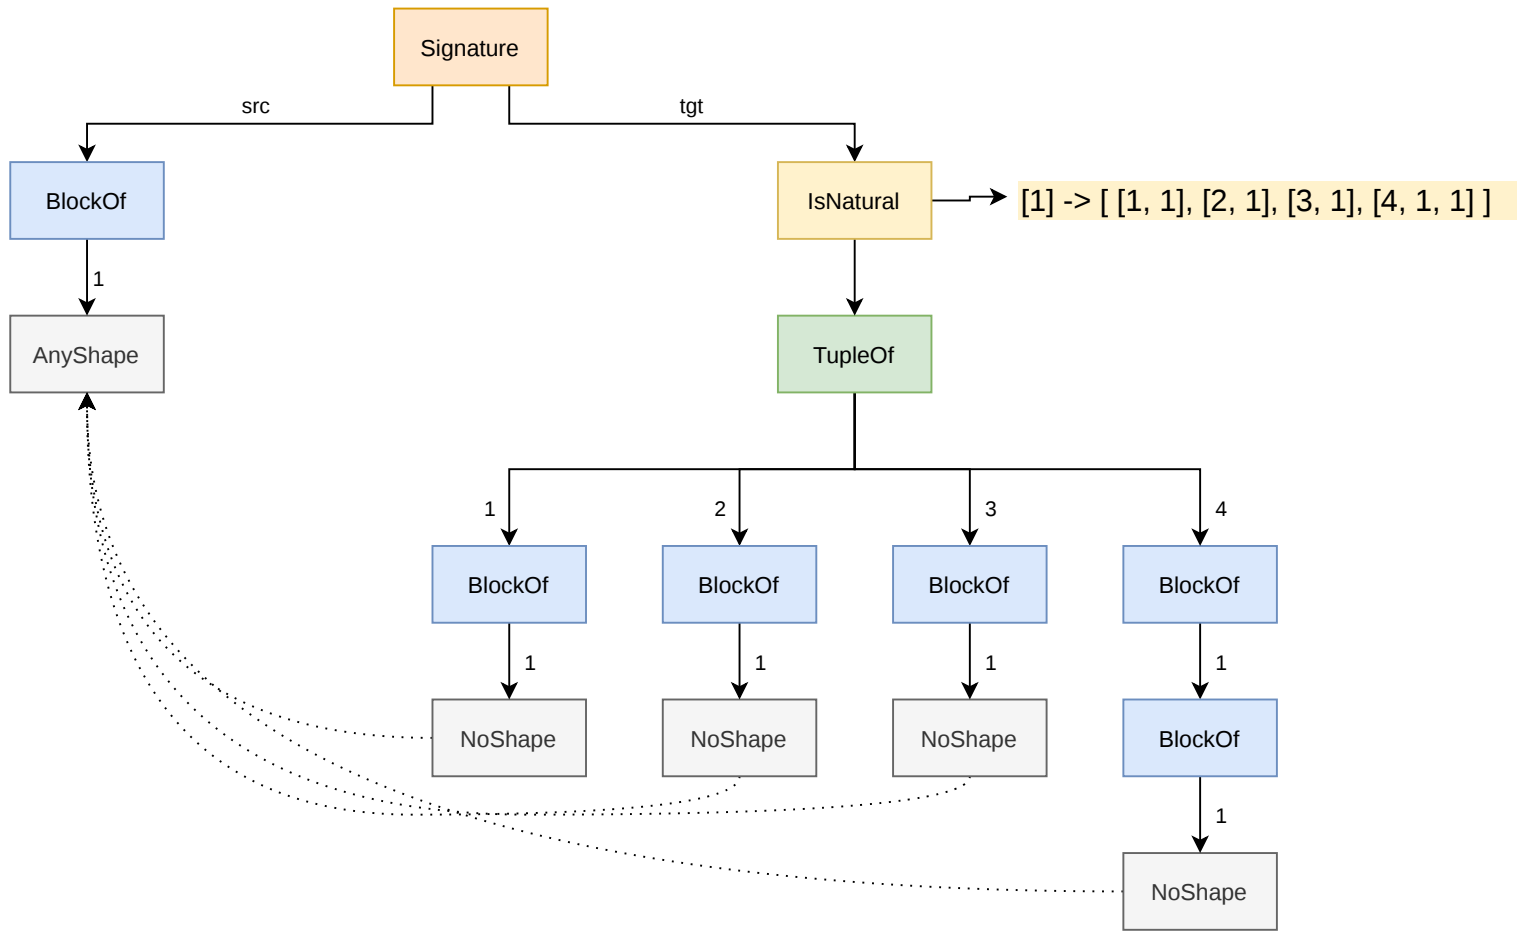 Signature
src
tgt
BlockOf
IsNatural
[1] -> [ [1, 1], [2, 1], [3, 1], [4, 1, 1] ]
1
AnyShape
TupleOf
1
2
3
4
BlockOf
BlockOf
BlockOf
BlockOf
1
1
1
1
NoShape
NoShape
NoShape
BlockOf
1
NoShape